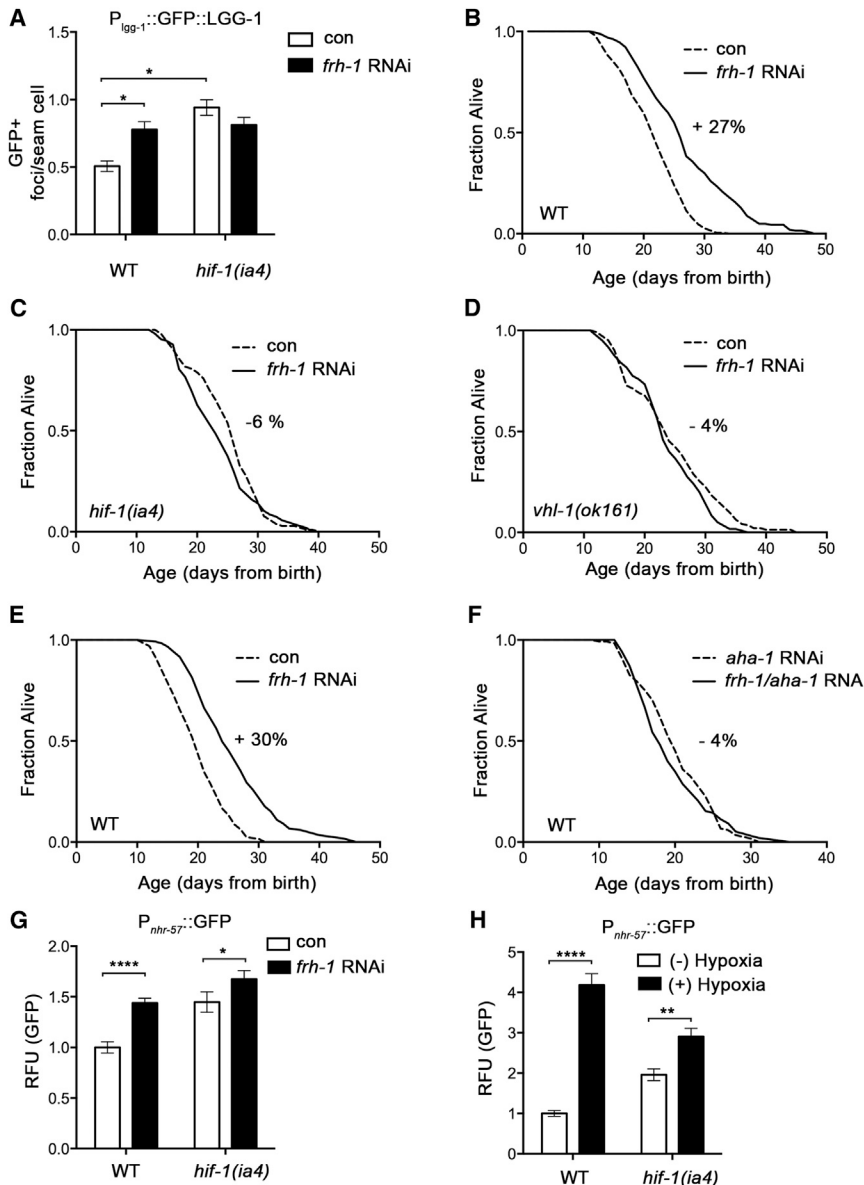 A
P lgg-1::GFP::LGG-1
con
frh-1 RNAi
GFP+
foci/seam cell
1.5
1.0
0.5
0.0
*
*
WT
hif-1(ia4)
B
con
frh-1 RNAi
+ 27%
WT
Fraction Alive
1.0
0.5
0.0
0
10
20
30
40
50
Age (days from birth)
C
con
frh-1 RNAi
-6 %
hif-1(ia4)
Fraction Alive
1.0
0.5
0.0
0
10
20
30
40
50
Age (days from birth)
D
con
frh-1 RNAi
- 4%
vhl-1(ok161)
Fraction Alive
1.0
0.5
0.0
0
10
20
30
40
50
Age (days from birth)
E
con
frh-1 RNAi
+ 30%
WT
Fraction Alive
1.0
0.5
0.0
0
10
20
30
40
50
Age (days from birth)
F
aha-1 RNAi
frh-1/aha-1 RNA
- 4%
WT
Fraction Alive
1.0
0.5
0.0
0
10
20
30
40
Age (days from birth)
G
P nhr-57::GFP
con
frh-1 RNAi
RFU (GFP)
2.0
1.5
1.0
0.5
0.0
****
*
WT
hif-1(ia4)
H
P nhr-57::GFP
(-) Hypoxia
(+) Hypoxia
RFU (GFP)
5
4
3
2
1
0
****
**
WT
hif-1(ia4)